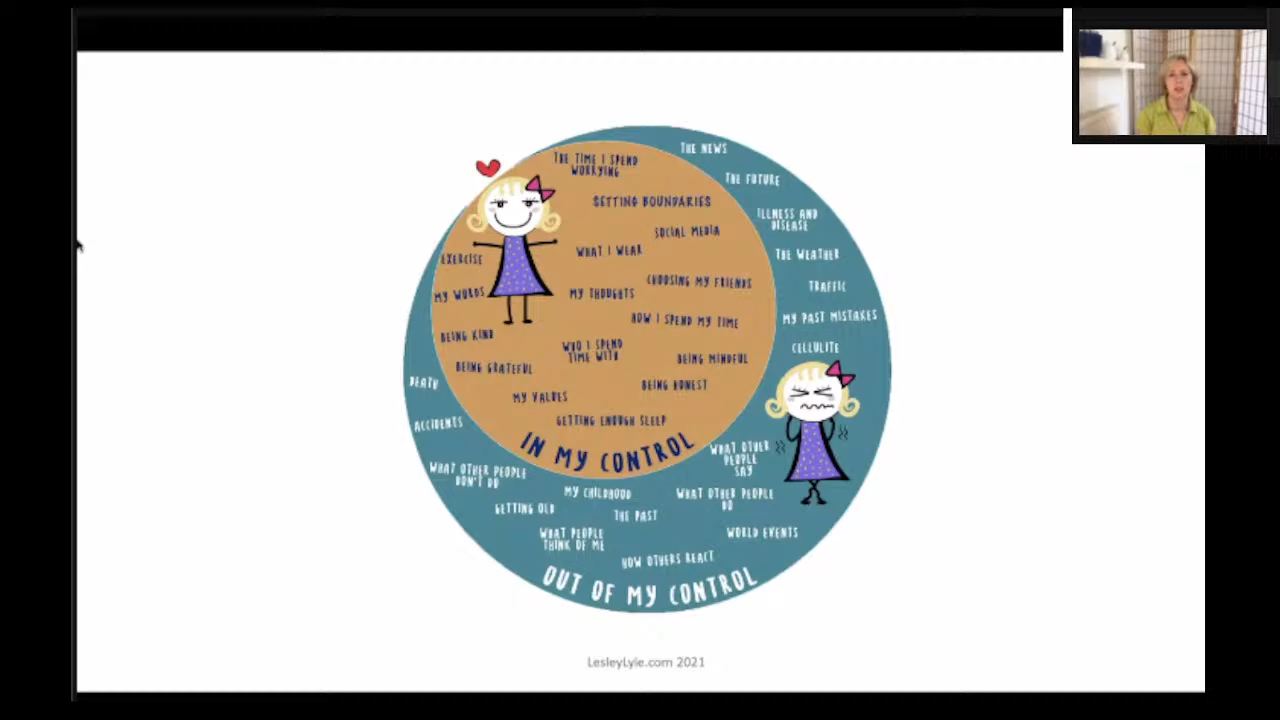 THE TIME I SPEND
WORRYING
SETTING BOUNDARIES
SOCIAL MEDIA
WHAT I WEAR
EXERCISE
CHOOSING MY FRIENDS
MY WORDS
MY THOUGHTS
HOW I SPEND MY TIME
BEING KIND
WHO I SPEND
TIME WITH
BEING MINDFUL
BEING GRATEFUL
BEING HONEST
MY VALUES
GETTING ENOUGH SLEEP
IN MY CONTROL
THE NEWS
THE FUTURE
ILLNESS AND
DISEASE
THE WEATHER
TRAFFIC
MY PAST MISTAKES
CELLULITE
DEATH
ACCIDENTS
WHAT OTHER
PEOPLE
SAY
WHAT OTHER PEOPLE
DON'T DO
MY CHILDHOOD
WHAT OTHER PEOPLE
DO
GETTING OLD
THE PAST
WHAT PEOPLE
THINK OF ME
WORLD EVENTS
HOW OTHERS REACT
OUT OF MY CONTROL
LesleyLyle.com 2021